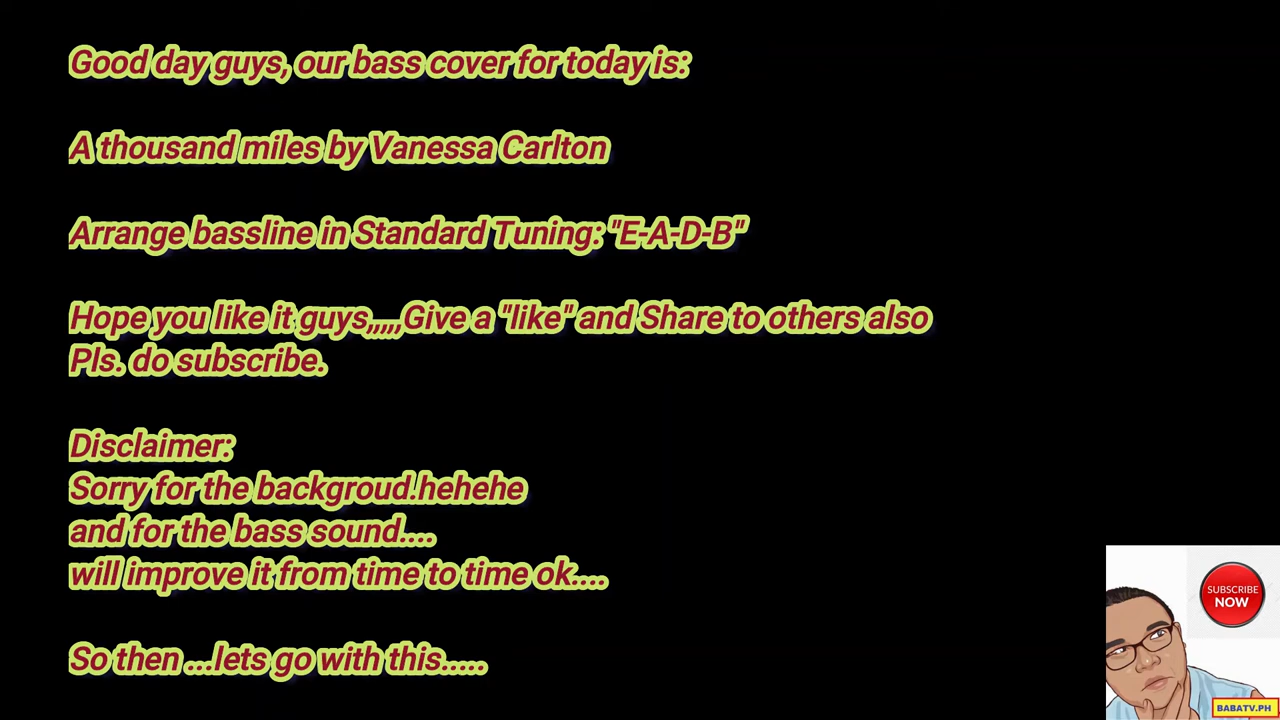 Good day guys, our bass cover for today is:
A thousand miles by Vanessa Carlton
Arrange bassline in Standard Tuning: "E-A-D-B"
Hope you like it guys,,,,,Give a "like" and Share to others also
Pls. do subscribe.
Disclaimer:
Sorry for the backgroud.hehehe
and for the bass sound....
will improve it from time to time ok....
So then ...lets go with this.....
SUBSCRIBE
NOW
BABATV.PH